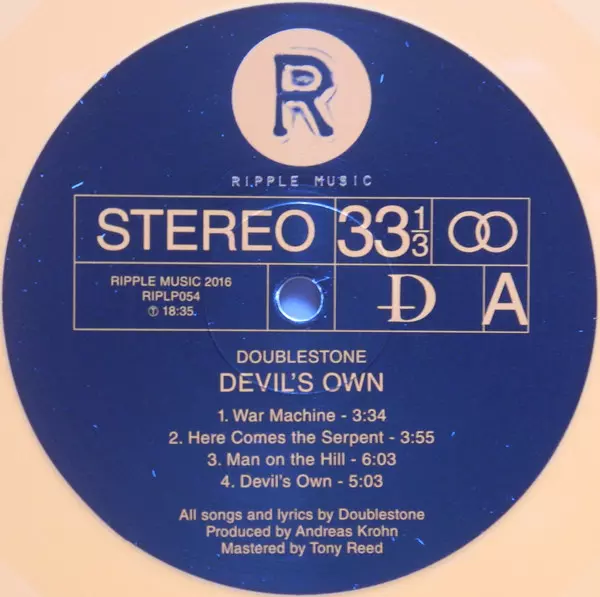 R
RIPPLE MUSIC
STEREO 33 1/3
RIPPLE MUSIC 2016
RIPLP054
Ⓣ 18:35.
Đ A
DOUBLESTONE
DEVIL'S OWN
1. War Machine - 3:34
2. Here Comes the Serpent - 3:55
3. Man on the Hill - 6:03
4. Devil's Own - 5:03
All songs and lyrics by Doublestone
Produced by Andreas Krohn
Mastered by Tony Reed